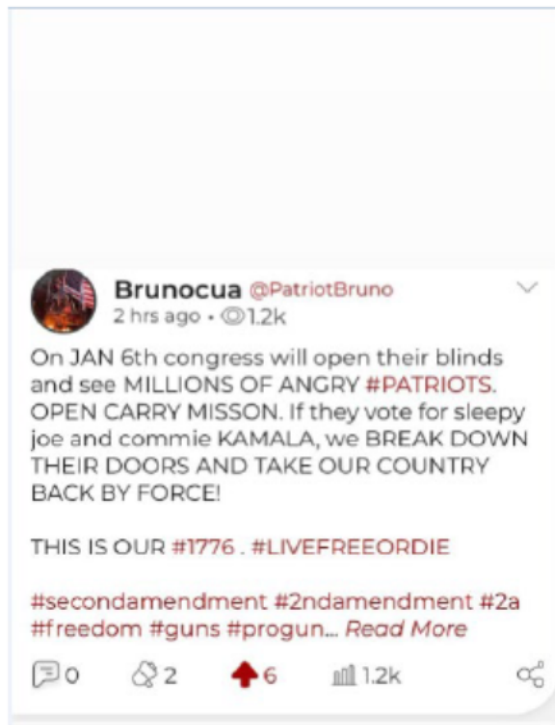 Brunocua @PatriotBruno
2 hrs ago • 1.2k
On JAN 6th congress will open their blinds
and see MILLIONS OF ANGRY #PATRIOTS.
OPEN CARRY MISSON. If they vote for sleepy
joe and commie KAMALA, we BREAK DOWN
THEIR DOORS AND TAKE OUR COUNTRY
BACK BY FORCE!
THIS IS OUR #1776 . #LIVEFREEORDIE
#secondamendment #2ndamendment #2a
#freedom #guns #progun... Read More
0 2 6 1.2k